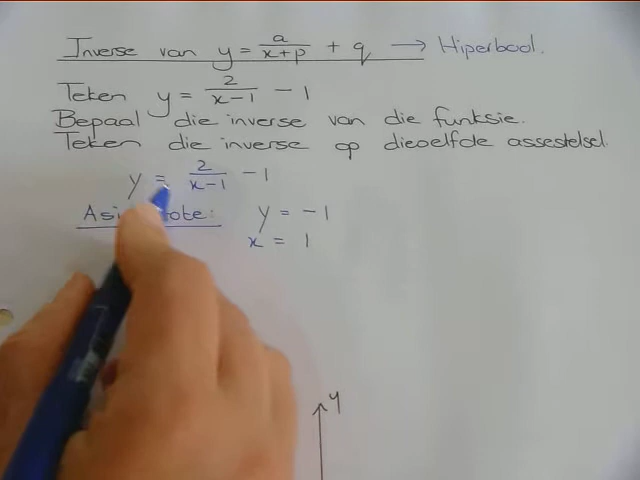 Inverse van y = a/(x+p) + q → Hiperbool.
Teken y = 2/(x-1) - 1
Bepaal die inverse van die funksie.
Teken die inverse op dieselfde assestelsel.
y = 2/(x-1) - 1
y = -1
x = 1
y